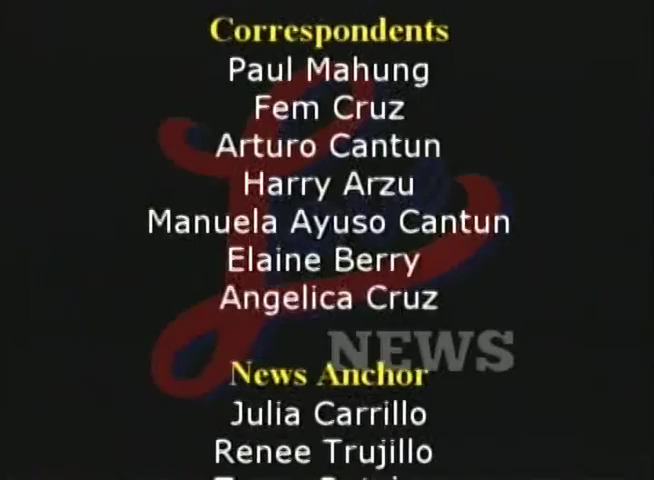 Correspondents
Paul Mahung
Fem Cruz
Arturo Cantun
Harry Arzu
Manuela Ayuso Cantun
Elaine Berry
Angelica Cruz
NEWS
News Anchor
Julia Carrillo
Renee Trujillo